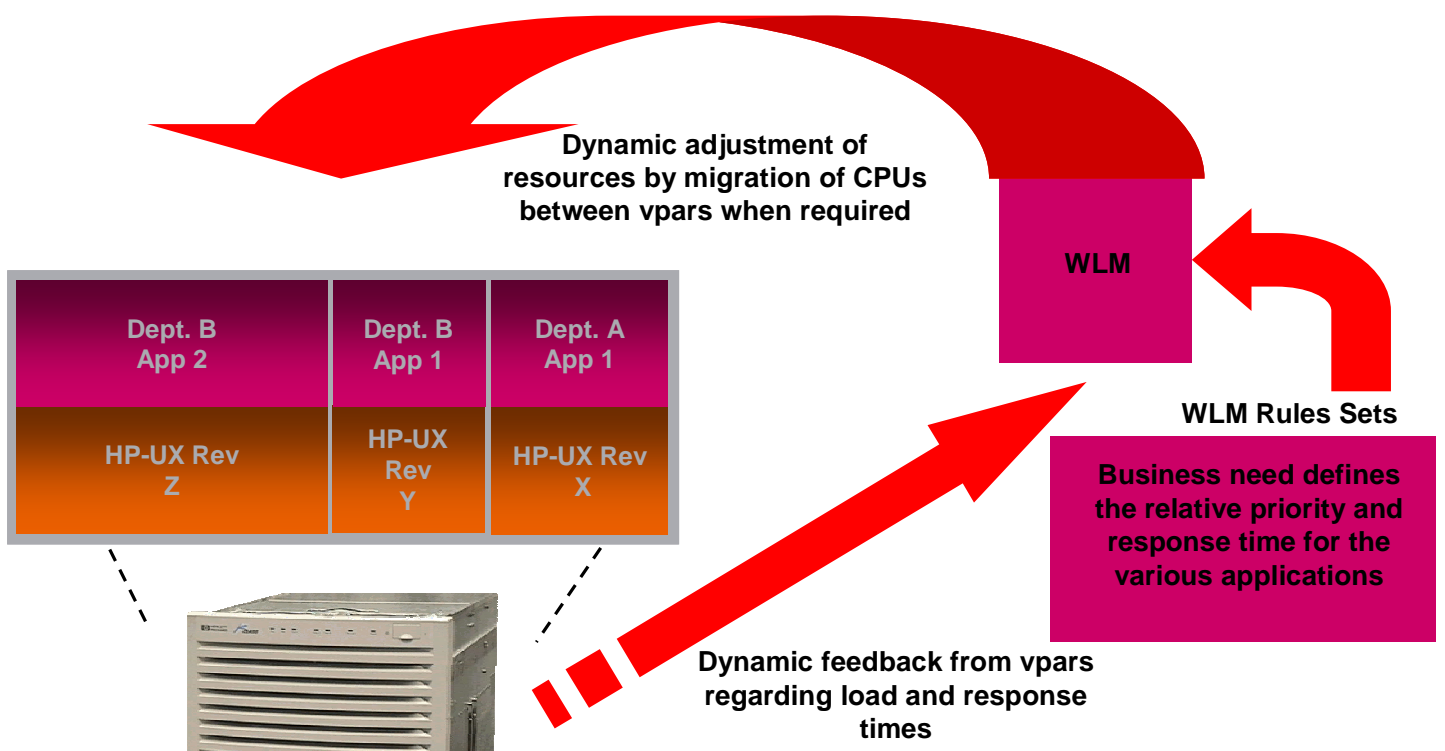 Dynamic adjustment of
resources by migration of CPUs
between vpars when required
WLM
Dept. B
App 2
Dept. B
App 1
Dept. A
App 1
HP-UX Rev
Z
HP-UX
Rev
Y
HP-UX Rev
X
WLM Rules Sets
Business need defines
the relative priority and
response time for the
various applications
Dynamic feedback from vpars
regarding load and response
times